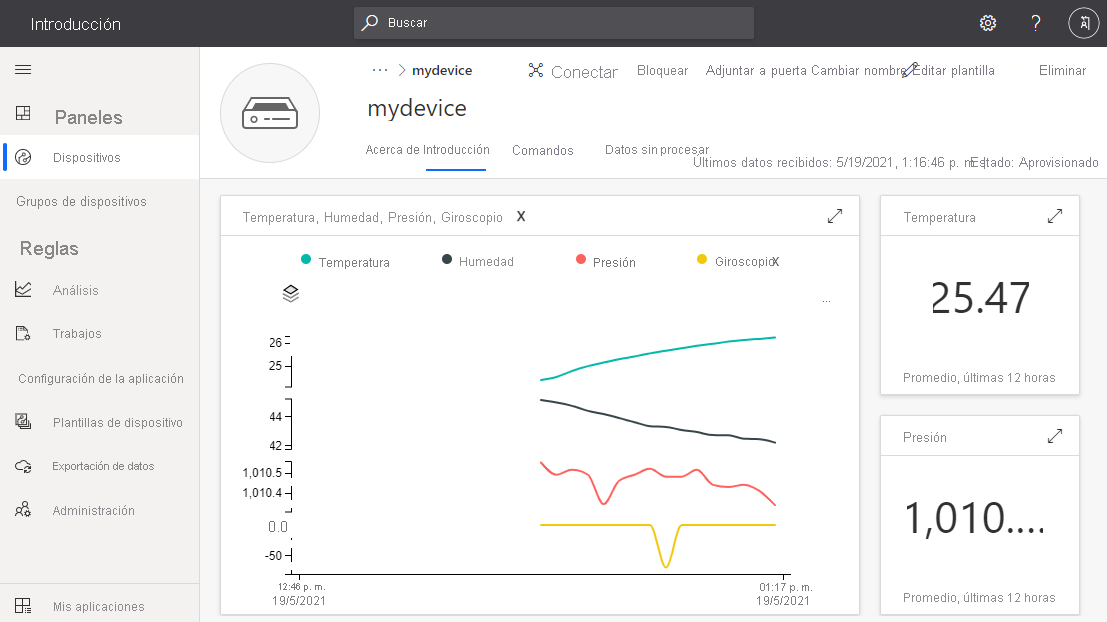 Introducción
Buscar
?
Paneles
Dispositivos
Grupos de dispositivos
Reglas
Análisis
Trabajos
Configuración de la aplicación
Plantillas de dispositivo
Exportación de datos
Administración
Mis aplicaciones
... > mydevice
Conectar
Bloquear
Adjuntar a puerta
Cambiar nombre
Editar plantilla
Eliminar
mydevice
Acerca de Introducción
Comandos
Datos sin procesar
Últimos datos recibidos: 5/19/2021, 1:16:46 p. m. |
Estado: Aprovisionado
Temperatura, Humedad, Presión, Giroscopio X
Temperatura
Humedad
Presión
Giroscopio X
...
26
25
44
42
1,010.5
1,010.4
0.0
-50
12:46 p. m.
19/5/2021
01:17 p. m.
19/5/2021
Temperatura
25.47
Promedio, últimas 12 horas
Presión
1,010....
Promedio, últimas 12 horas